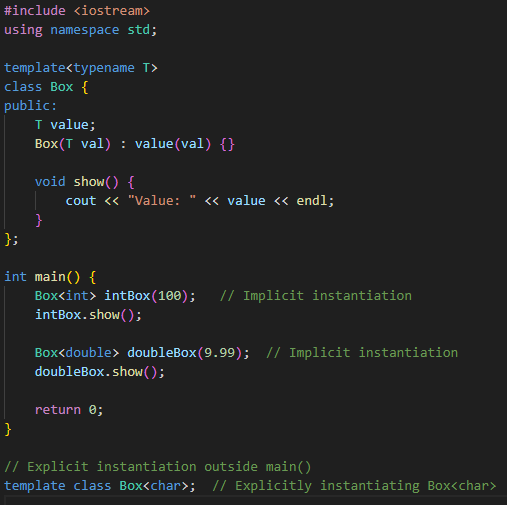 #include <iostream>
using namespace std;

template<typename T>
class Box {
public:
    T value;
    Box(T val) : value(val) {}

    void show() {
        cout << "Value: " << value << endl;
    }
};

int main() {
    Box<int> intBox(100);   // Implicit instantiation
    intBox.show();

    Box<double> doubleBox(9.99);  // Implicit instantiation
    doubleBox.show();

    return 0;
}

// Explicit instantiation outside main()
template class Box<char>;  // Explicitly instantiating Box<char>